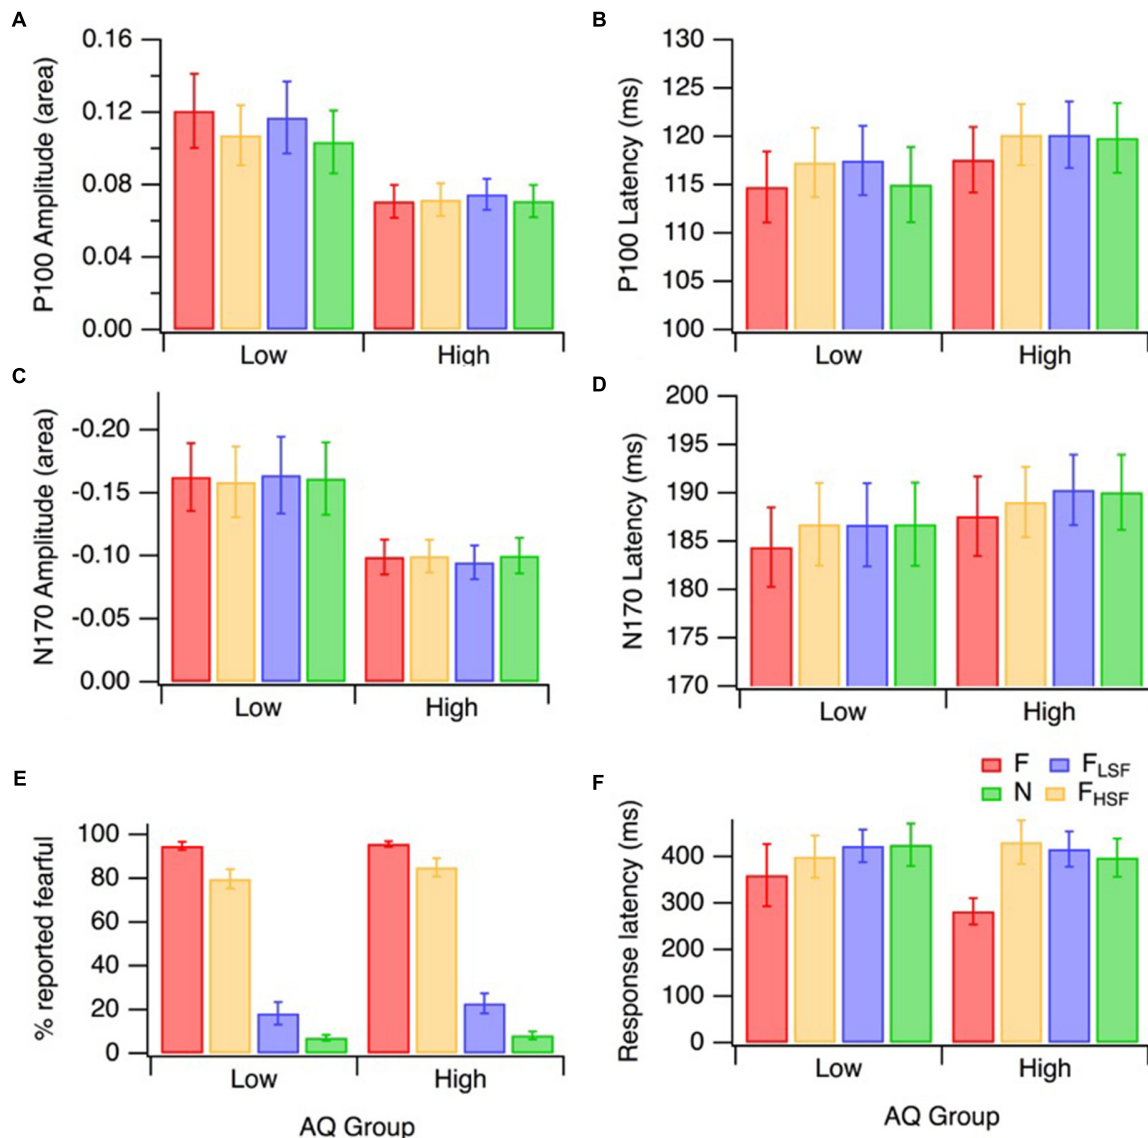 A
P100 Amplitude (area)
0.16
0.12
0.08
0.04
0.00
Low High
B
P100 Latency (ms)
130
125
120
115
110
105
100
Low High
C
N170 Amplitude (area)
-0.20
-0.15
-0.10
-0.05
0.00
Low High
D
N170 Latency (ms)
200
195
190
185
180
175
170
Low High
E
% reported fearful
100
80
60
40
20
0
Low High
AQ Group
F
F FLSF
N FHSF
Response latency (ms)
400
300
200
100
0
Low High
AQ Group